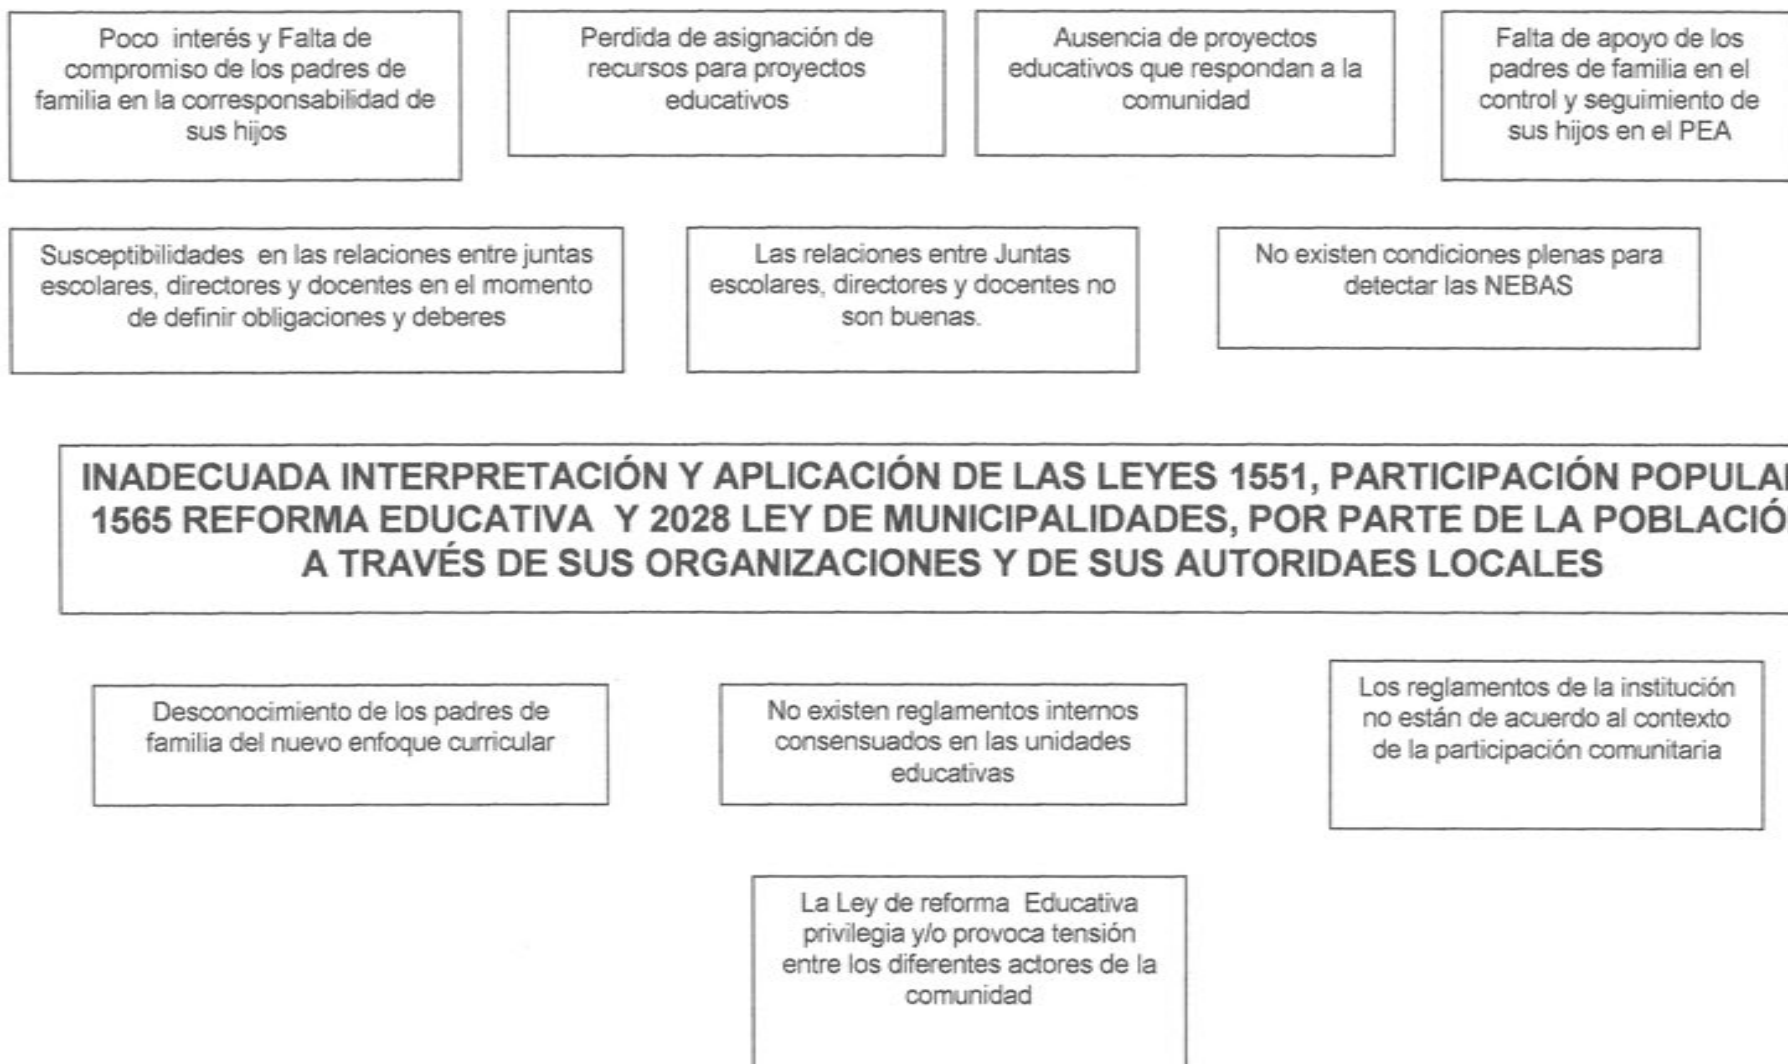 Poco interés y Falta de
compromiso de los padres de
familia en la corresponsabilidad de
sus hijos
Perdida de asignación de
recursos para proyectos
educativos
Ausencia de proyectos
educativos que respondan a la
comunidad
Falta de apoyo de los
padres de familia en el
control y seguimiento de
sus hijos en el PEA
Susceptibilidades en las relaciones entre juntas
escolares, directores y docentes en el momento
de definir obligaciones y deberes
Las relaciones entre Juntas
escolares, directores y docentes no
son buenas.
No existen condiciones plenas para
detectar las NEBAS
INADECUADA INTERPRETACIÓN Y APLICACIÓN DE LAS LEYES 1551, PARTICIPACIÓN POPULA
1565 REFORMA EDUCATIVA Y 2028 LEY DE MUNICIPALIDADES, POR PARTE DE LA POBLACIÓ
A TRAVÉS DE SUS ORGANIZACIONES Y DE SUS AUTORIDAES LOCALES
Desconocimiento de los padres de
familia del nuevo enfoque curricular
No existen reglamentos internos
consensuados en las unidades
educativas
Los reglamentos de la institución
no están de acuerdo al contexto
de la participación comunitaria
La Ley de reforma Educativa
privilegia y/o provoca tensión
entre los diferentes actores de la
comunidad